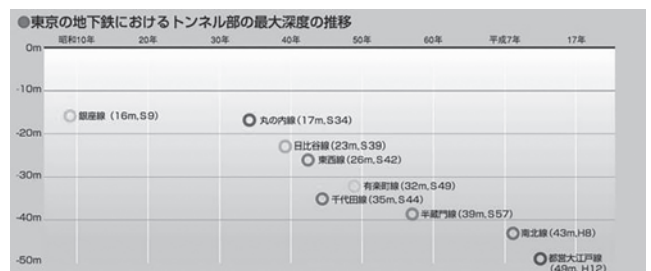 ●東京の地下鉄におけるトンネル部の最大深度の推移
昭和10年 20年 30年 40年 50年 60年 平成7年 17年
0m
-10m
銀座線（16m,S9）
丸の内線(17m,S34)
-20m
日比谷線(23m,S39)
東西線(26m,S42)
-30m
有楽町線(32m,S49)
千代田線(35m,S44)
-40m
半蔵門線(39m,S57)
南北線(43m,H8)
-50m
都営大江戸線
(49m, H12)